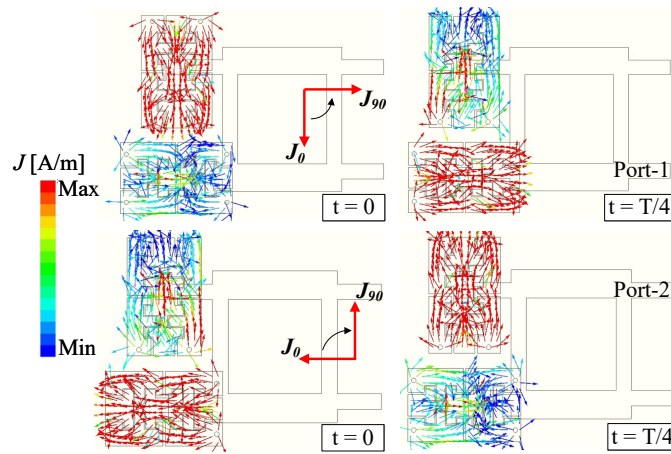 J90
J0
J [A/m]
Max
Min
t = 0
Port-1
t = T/4
J90
J0
t = 0
Port-2
t = T/4